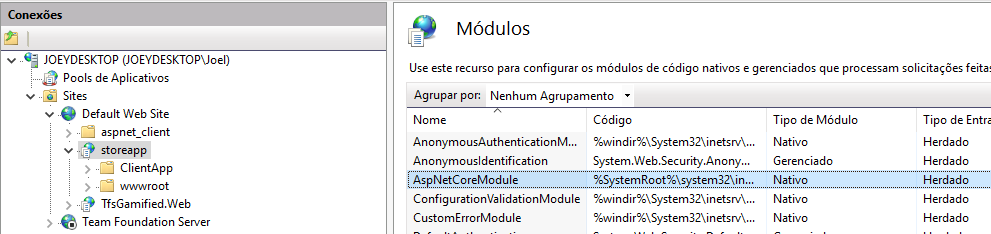 Conexões
JOEYDESKTOP (JOEYDESKTOP\Joel)
Pools de Aplicativos
Sites
Default Web Site
aspnet_client
storeapp
ClientApp
wwwroot
TfsGamified.Web
Team Foundation Server
Módulos
Use este recurso para configurar os módulos de código nativos e gerenciados que processam solicitações feitas
Agrupar por: Nenhum Agrupamento
Nome Código Tipo de Módulo Tipo de Entra
AnonymousAuthenticationM... %windir%\System32\inetsrv\... Nativo Herdado
AnonymousIdentification System.Web.Security.Anony... Gerenciado Herdado
AspNetCoreModule %SystemRoot%\system32\in... Nativo Herdado
ConfigurationValidationModule %windir%\System32\inetsrv\... Nativo Herdado
CustomErrorModule %windir%\System32\inetsrv\... Nativo Herdado